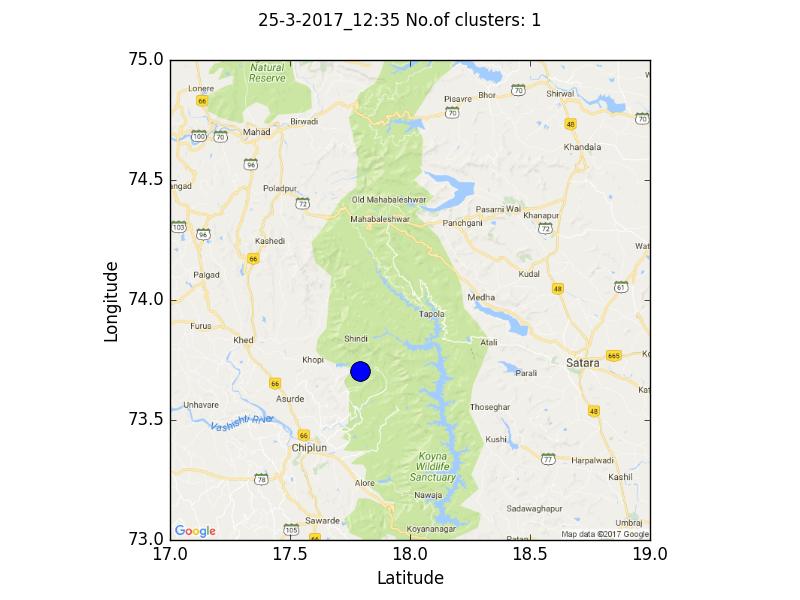 25-3-2017_12:35 No.of clusters: 1
75.0
74.5
74.0
73.5
73.0
17.0
17.5
18.0
18.5
19.0
Longitude
Latitude
Natural
Reserve
Lonere
66
Pisavre
Bhor
70
Shirwal
70
Birwadi
70
48
Mahad
100
70
Khandala
96
angad
Poladpur
72
Old Mahabaleshwar
Pasarni Wai
Mahabaleshwar
Panchgani
Khanapur
72
103
96
Kashedi
Wat
66
Palgad
Kudal
48
61
Medha
Furus
Tapola
Khed
Shindi
Atali
Khopi
665
Ko
Satara
66
Parali
Kat
Asurde
Unhavare
Thoseghar
48
Vashishti River
66
Kushi
Chiplun
Koyna
Wildlife
Sanctuary
77
Harpalwadi
78
Alore
Kashil
Nawaja
Sadawaghapur
Sawarde
105
Koyananagar
Umbraj
66
Google
Map data ©2017 Google